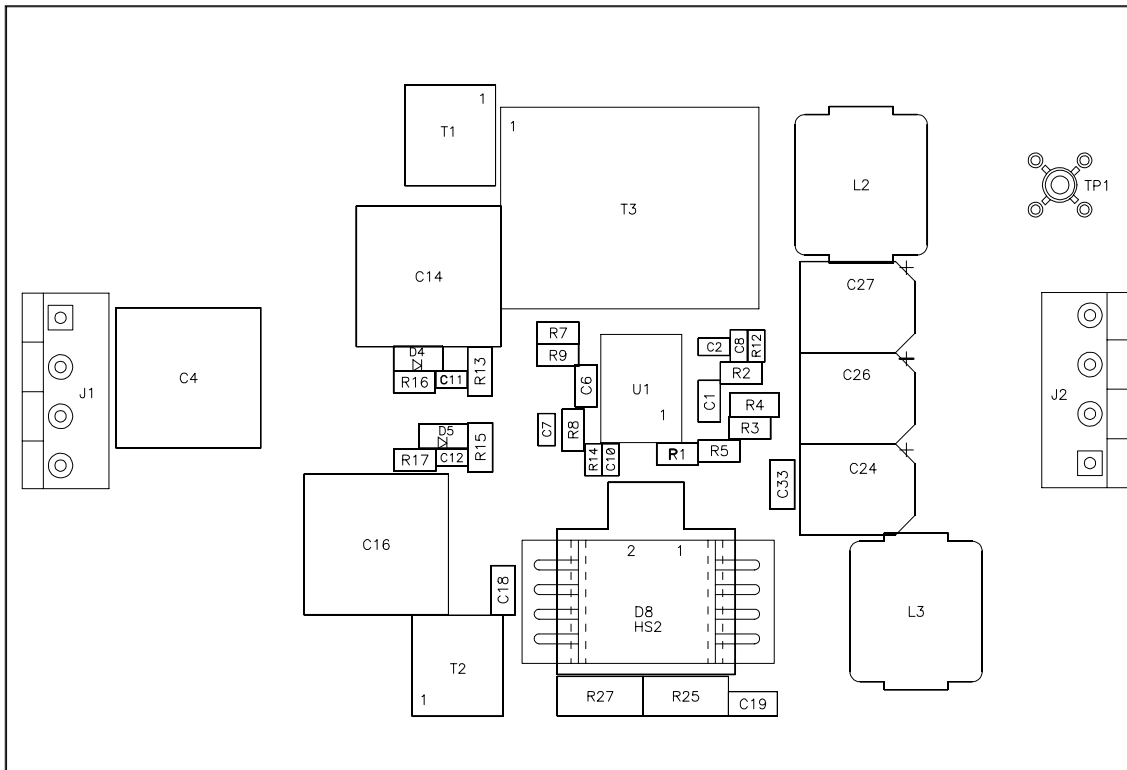 1
T1
1
L2
TP1
T3
C14
C27
R7
C2
C8
R12
D4
R9
R13
R2
R16
C11
C4
C6
U1
C26
J1
J2
C1
R4
1
D5
C7
R8
R3
R15
R1
R5
R17
C12
R14
C10
C24
C33
C16
2
1
C18
D8
HS2
L3
T2
1
R27
R25
C19